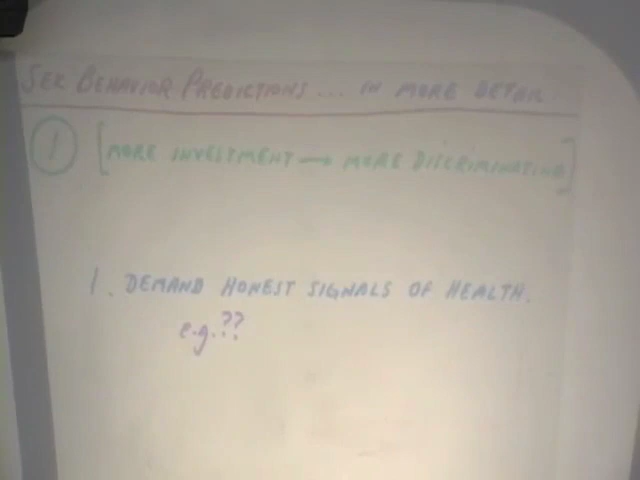 SEX BEHAVIOR PREDICTIONS ... IN MORE DETAIL
1 [MORE INVESTMENT → MORE DISCRIMINATING]
1. DEMAND HONEST SIGNALS OF HEALTH.
e.g.??